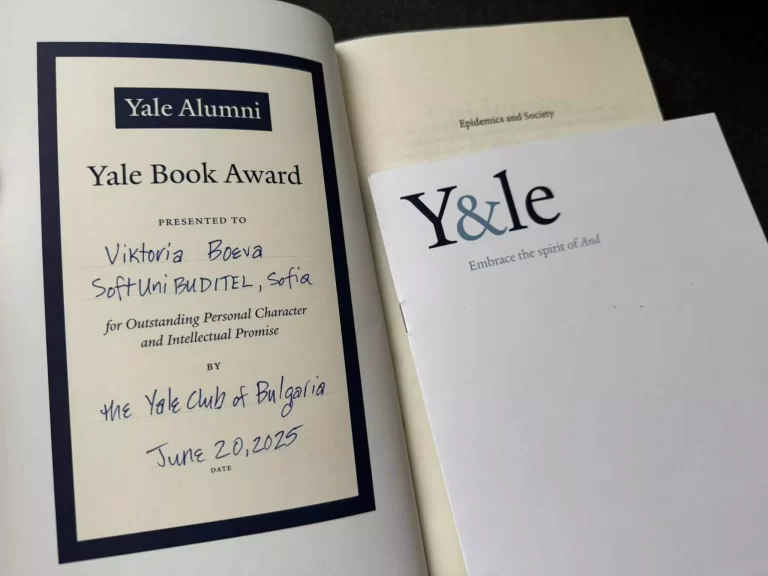 Yale Alumni
Yale Book Award
PRESENTED TO
Viktoria Boeva
SoftUni BUDITEL, Sofia
for Outstanding Personal Character
and Intellectual Promise
BY
the Yale Club of Bulgaria
June 20, 2025
DATE
Epidemics and Society
Y&le
Embrace the spirit of And